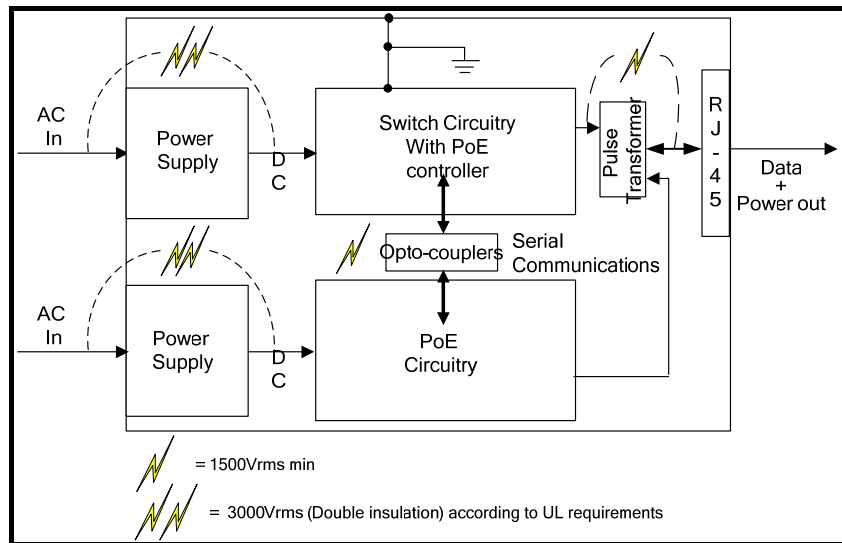 AC
In
Power
Supply
D
C
Switch Circuitry
With PoE
controller
Pulse
Transformer
R
J
-
4
5
Data
+
Power out
Opto-couplers
Serial
Communications
AC
In
Power
Supply
D
C
PoE
Circuitry
= 1500Vrms min
= 3000Vrms (Double insulation) according to UL requirements